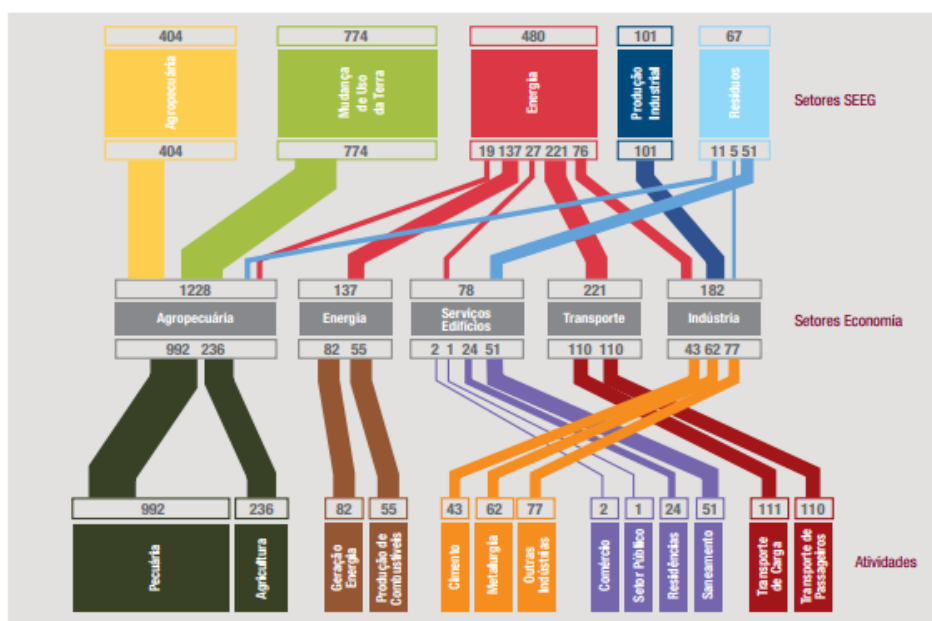 404
774
480
101
67
Agropecuária
Mudança
de Uso
da Terra
Energia
Produção
Industrial
Resíduos
Setores SEEG
404
774
19 137 27 221 76
101
11 5 51
1228
137
78
221
182
Agropecuária
Energia
Serviços
Edifícios
Transporte
Indústria
Setores Economia
992 236
82 55
2 1 24 51
110 110
43 62 77
992
236
82
55
43
62
77
2
1
24
51
111
110
Pecuária
Agricultura
Geração
Energia
Produção de
Combustíveis
Cimento
Metalurgia
Outras
Indústrias
Comércio
Setor Público
Residências
Saneamento
Transporte
de Carga
Transporte de
Passageiros
Atividades